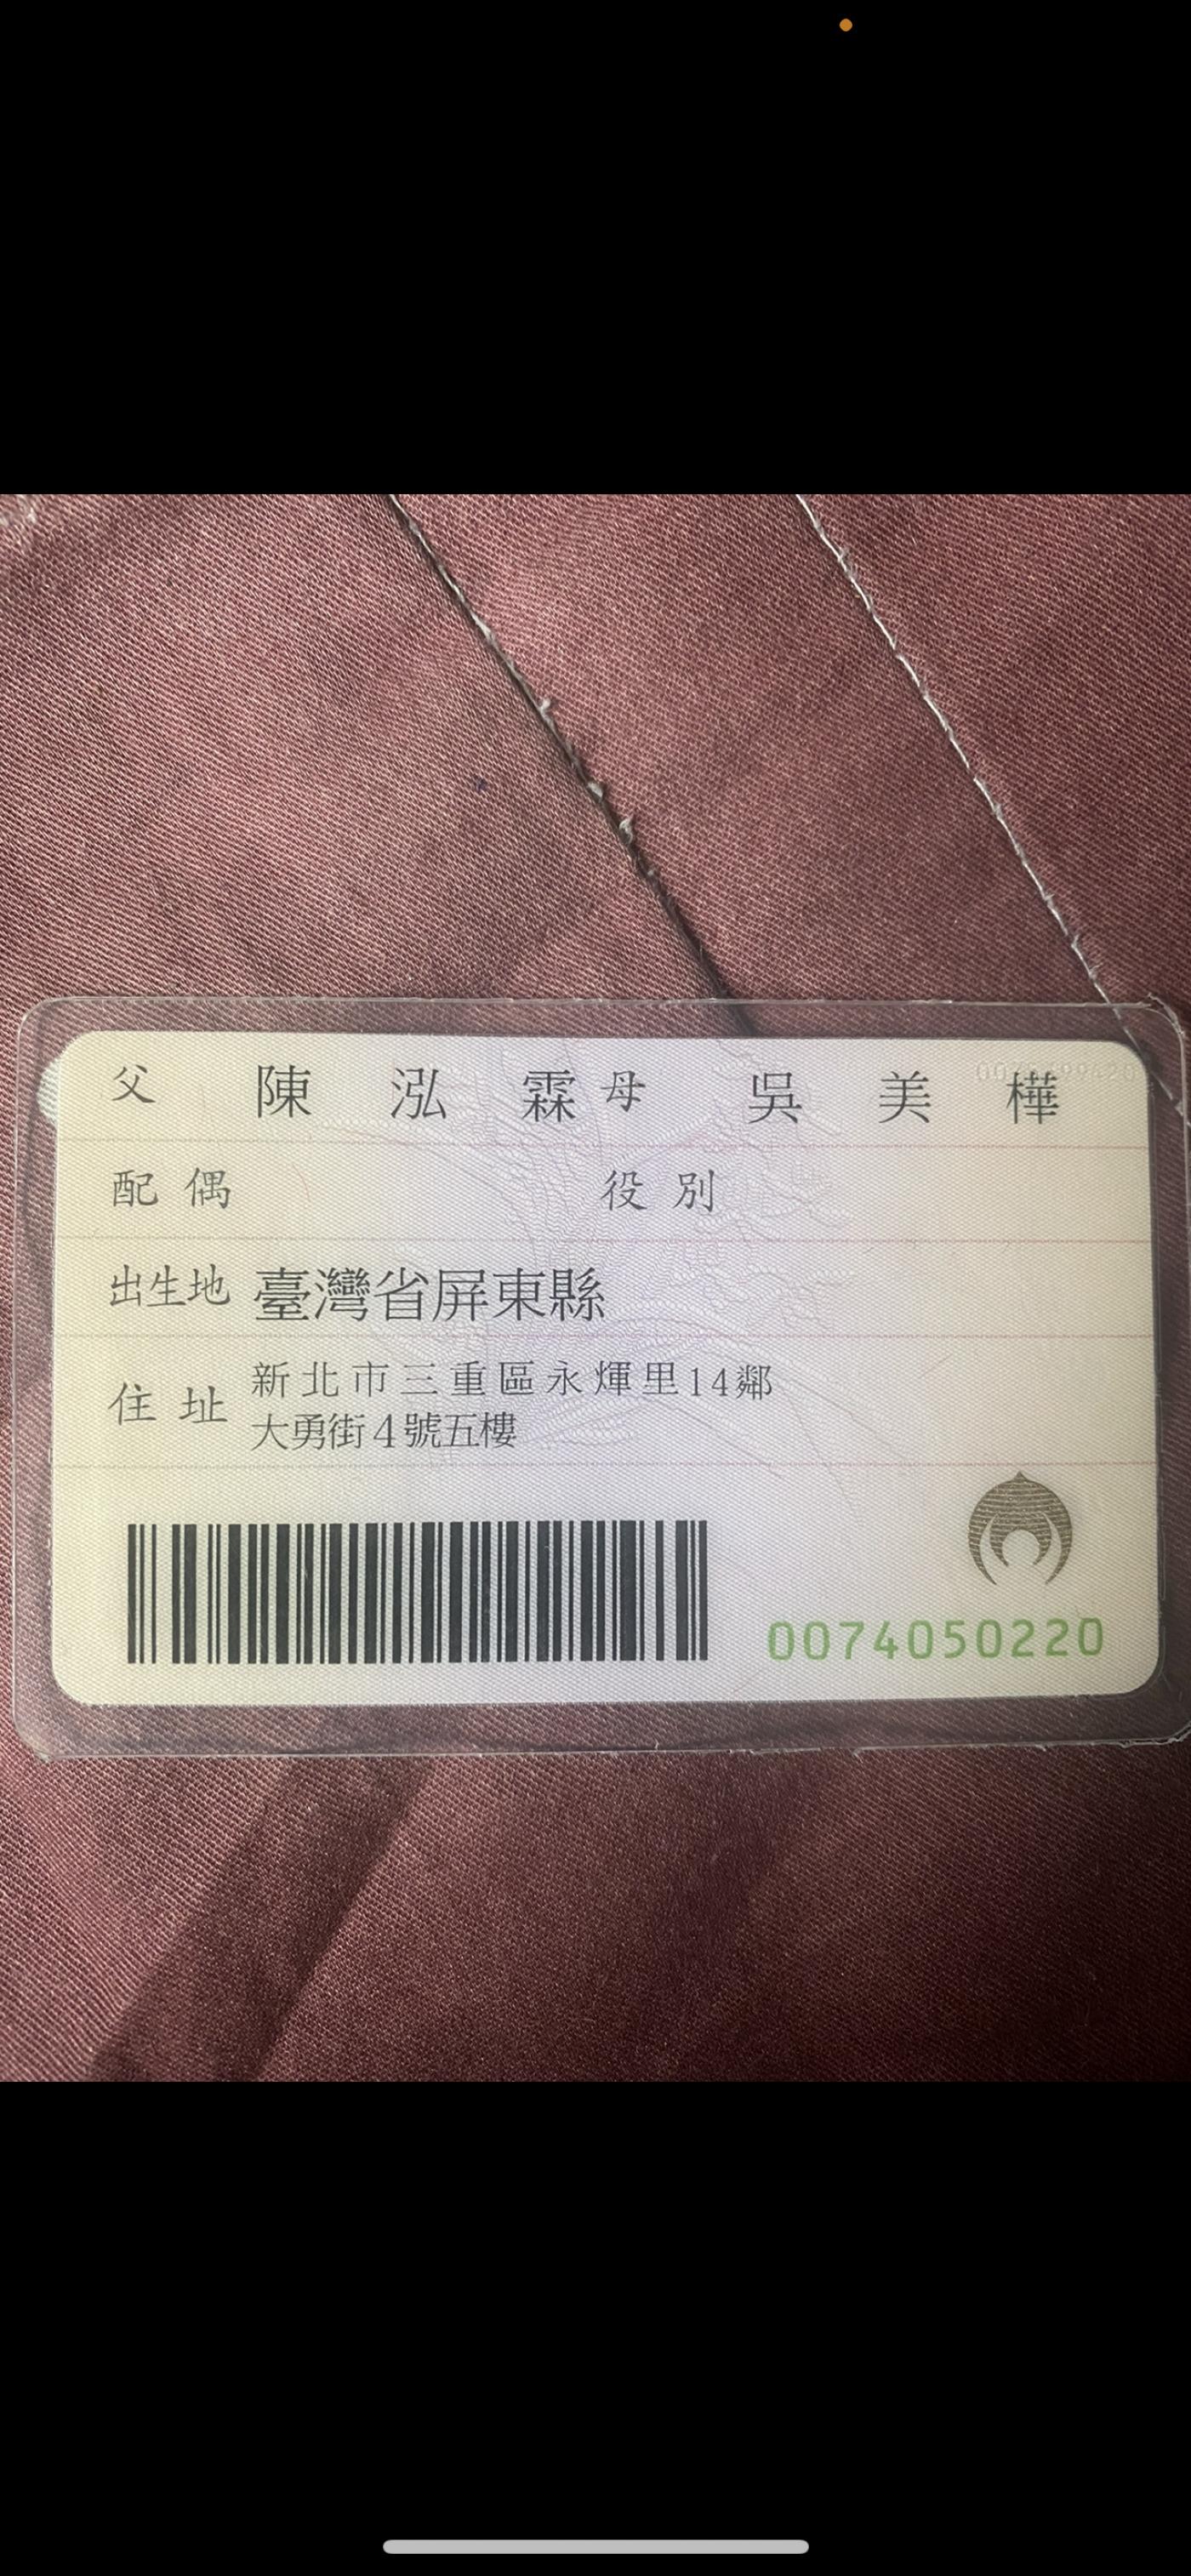 父 陳泓霖 母 吳美樺
配偶 役別
出生地 臺灣省屏東縣
住址 新北市三重區永煇里14鄰
大勇街4號五樓
0074050220